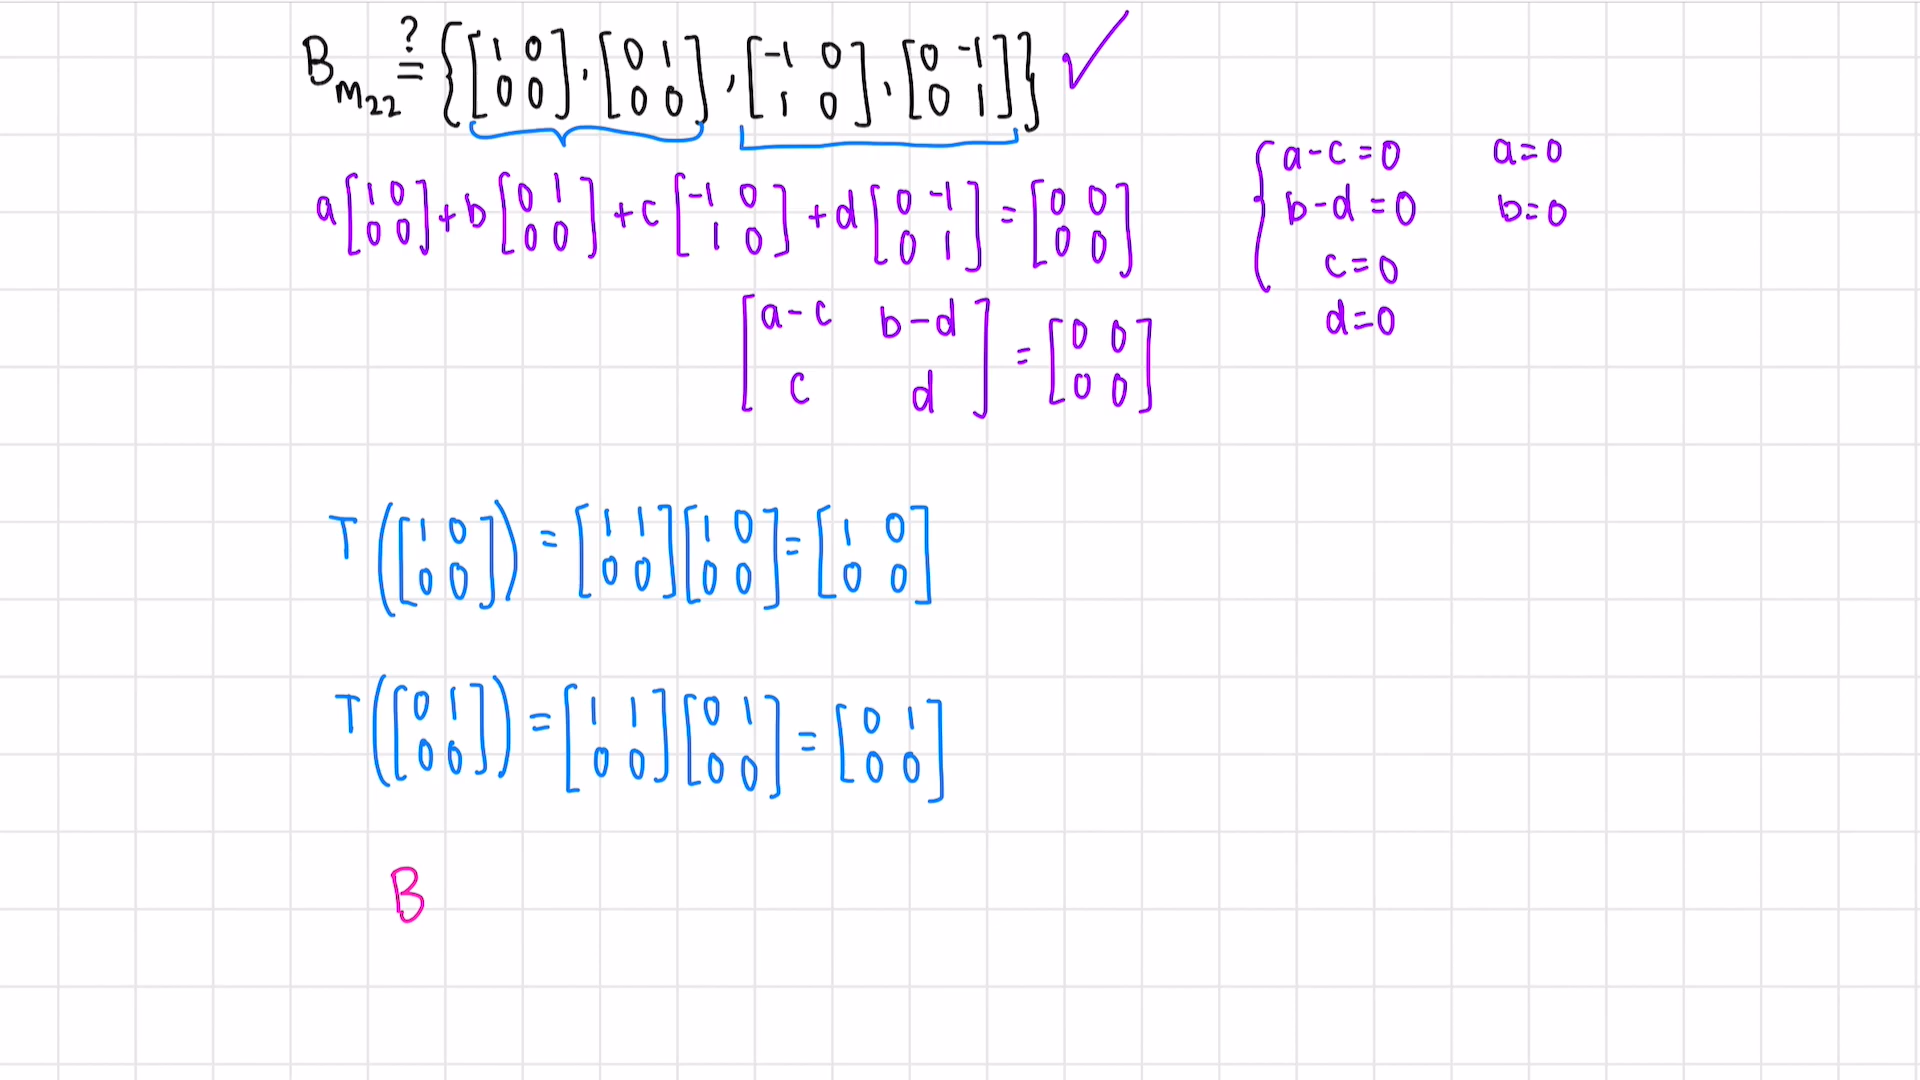 B_{M_{22}} \stackrel{?}{=} { [1 0; 0 0], [0 1; 0 0], [-1 0; 1 0], [0 -1; 0 1] } ✓
a [1 0; 0 0] + b [0 1; 0 0] + c [-1 0; 1 0] + d [0 -1; 0 1] = [0 0; 0 0]
[a-c b-d; c d] = [0 0; 0 0]
{ a-c=0 a=0
b-d=0 b=0
c=0
d=0
T([1 0; 0 0]) = [1 1; 0 0][1 0; 0 0] = [1 0; 0 0]
T([0 1; 0 0]) = [1 1; 0 0][0 1; 0 0] = [0 1; 0 0]
B